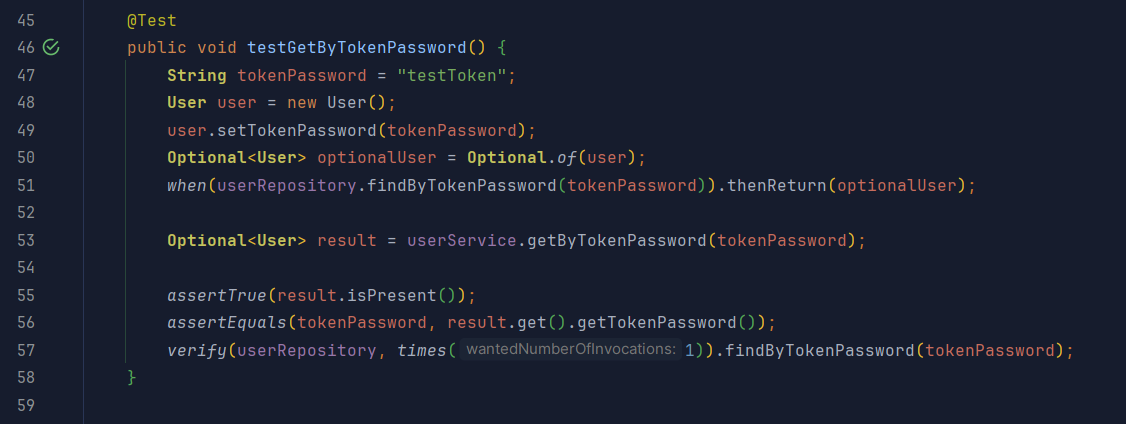 45 @Test
46 public void testGetByTokenPassword() {
47 String tokenPassword = "testToken";
48 User user = new User();
49 user.setTokenPassword(tokenPassword);
50 Optional<User> optionalUser = Optional.of(user);
51 when(userRepository.findByTokenPassword(tokenPassword)).thenReturn(optionalUser);
52
53 Optional<User> result = userService.getByTokenPassword(tokenPassword);
54
55 assertTrue(result.isPresent());
56 assertEquals(tokenPassword, result.get().getTokenPassword());
57 verify(userRepository, times( wantedNumberOfInvocations: 1)).findByTokenPassword(tokenPassword);
58 }
59